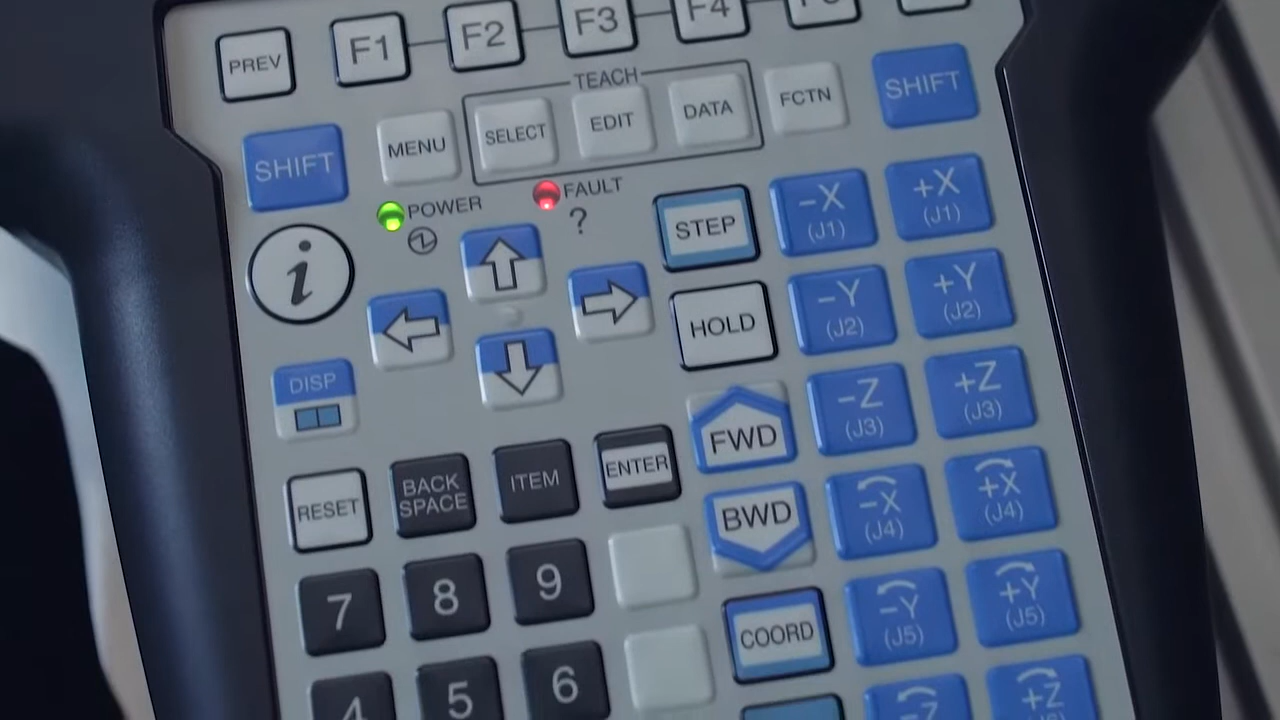 PREV
F1
F2
F3
F4
TEACH
SHIFT
MENU
SELECT
EDIT
DATA
FCTN
SHIFT
POWER
FAULT
?
i
STEP
-X
(J1)
+X
(J1)
HOLD
-Y
(J2)
+Y
(J2)
DISP
FWD
-Z
(J3)
+Z
(J3)
RESET
BACK
SPACE
ITEM
ENTER
BWD
-X
(J4)
+X
(J4)
7
8
9
COORD
-Y
(J5)
+Y
(J5)
4
5
6
-Z
+Z